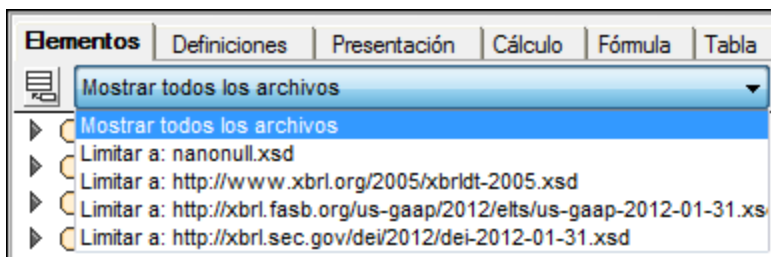 Elementos Definiciones Presentación Cálculo Fórmula Tabla
Mostrar todos los archivos
Mostrar todos los archivos
Limitar a: nanonull.xsd
Limitar a: http://www.xbrl.org/2005/xbrldt-2005.xsd
Limitar a: http://xbrl.fasb.org/us-gaap/2012/elts/us-gaap-2012-01-31.xs
Limitar a: http://xbrl.sec.gov/dei/2012/dei-2012-01-31.xsd